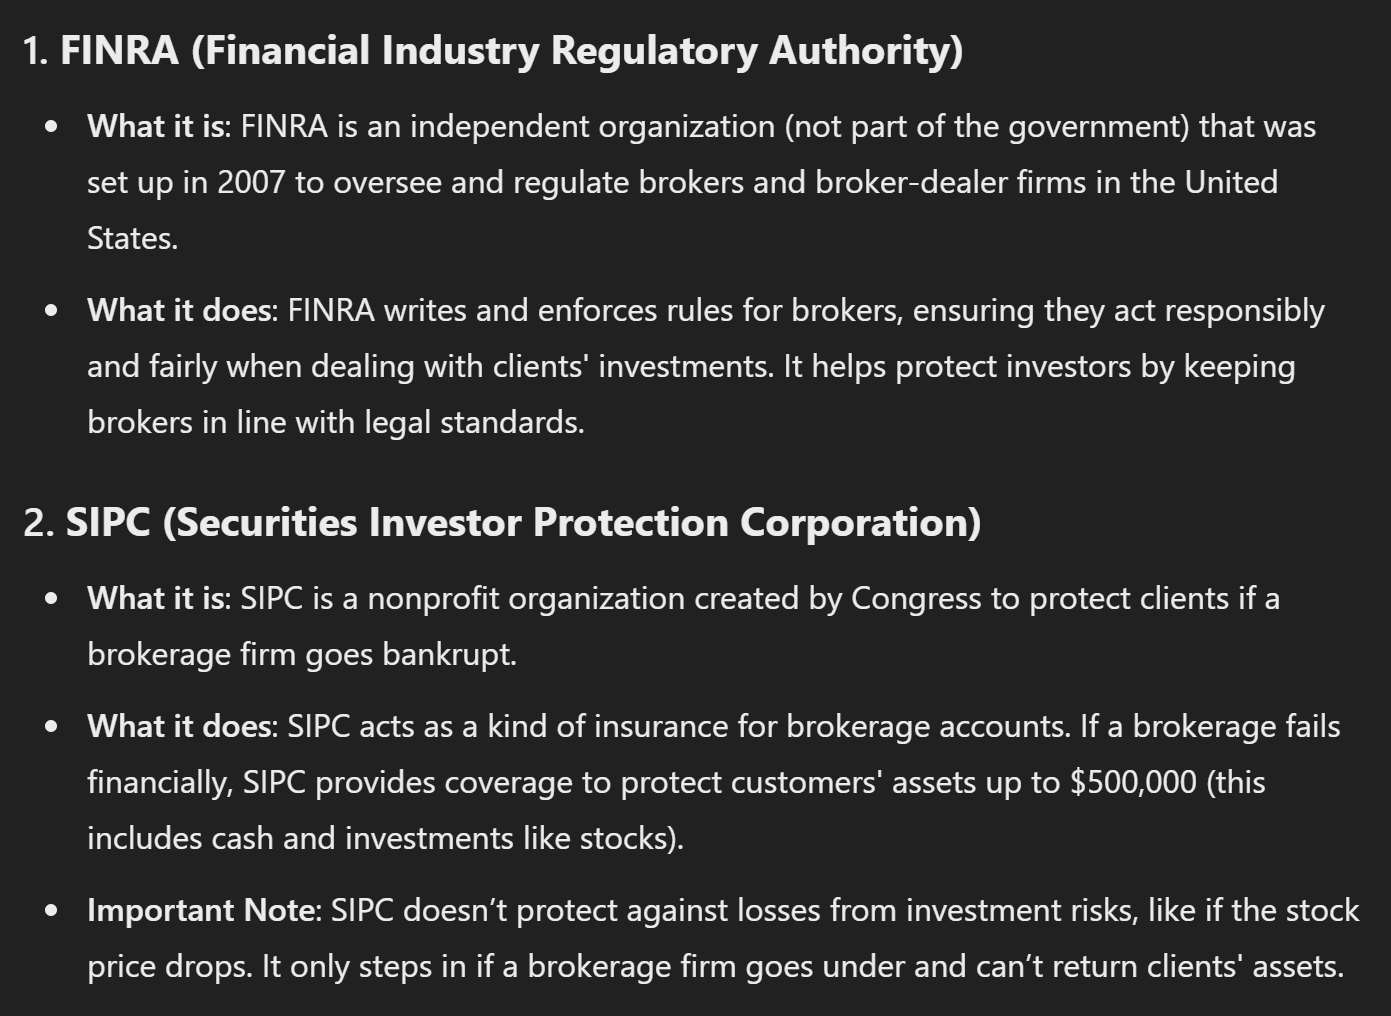 1. FINRA (Financial Industry Regulatory Authority)
• What it is: FINRA is an independent organization (not part of the government) that was
set up in 2007 to oversee and regulate brokers and broker-dealer firms in the United
States.
• What it does: FINRA writes and enforces rules for brokers, ensuring they act responsibly
and fairly when dealing with clients' investments. It helps protect investors by keeping
brokers in line with legal standards.
2. SIPC (Securities Investor Protection Corporation)
• What it is: SIPC is a nonprofit organization created by Congress to protect clients if a
brokerage firm goes bankrupt.
• What it does: SIPC acts as a kind of insurance for brokerage accounts. If a brokerage fails
financially, SIPC provides coverage to protect customers' assets up to $500,000 (this
includes cash and investments like stocks).
• Important Note: SIPC doesn’t protect against losses from investment risks, like if the stock
price drops. It only steps in if a brokerage firm goes under and can’t return clients' assets.